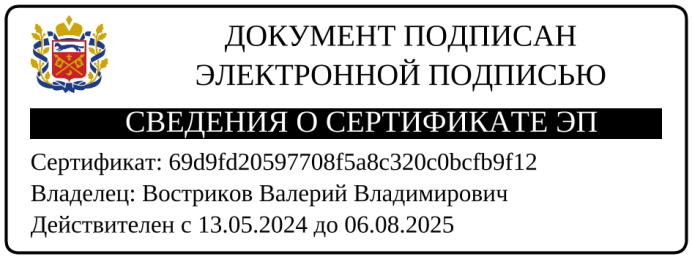 ДОКУМЕНТ ПОДПИСАН
ЭЛЕКТРОННОЙ ПОДПИСЬЮ
СВЕДЕНИЯ О СЕРТИФИКАТЕ ЭП
Сертификат: 69d9fd20597708f5a8c320c0bcfb9f12
Владелец: Востриков Валерий Владимирович
Действителен с 13.05.2024 до 06.08.2025